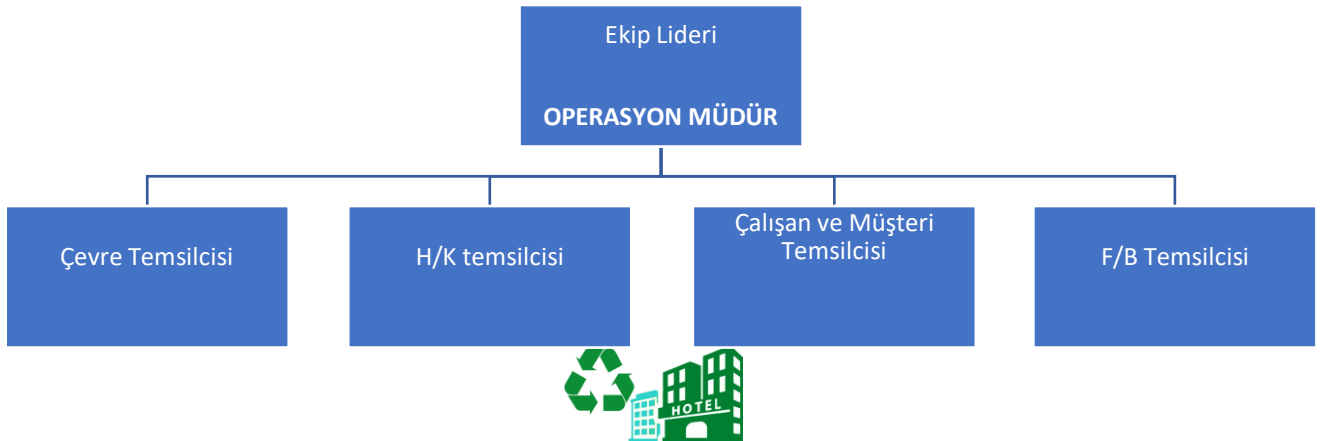 Ekip Lideri
OPERASYON MÜDÜR
Çevre Temsilcisi
H/K temsilcisi
Çalışan ve Müşteri
Temsilcisi
F/B Temsilcisi
HOTEL